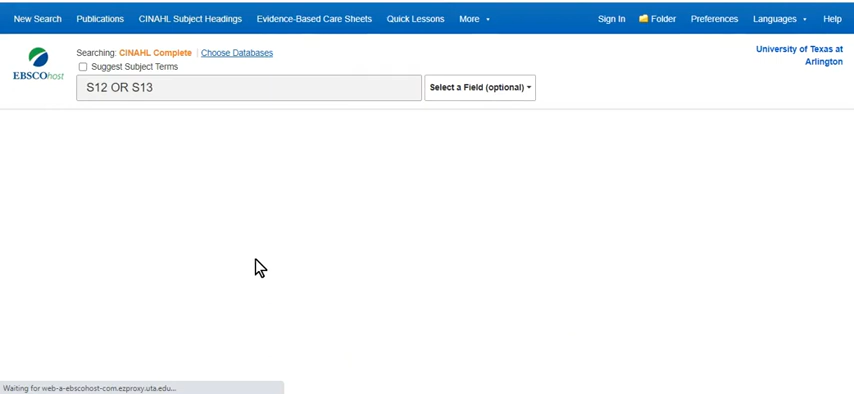 New Search Publications CINAHL Subject Headings Evidence-Based Care Sheets Quick Lessons More Sign In Folder Preferences Languages Help
Searching: CINAHL Complete | Choose Databases
Suggest Subject Terms
University of Texas at
Arlington
EBSCOhost
S12 OR S13 Select a Field (optional)
Waiting for web-a-ebscohost-com.ezproxy.uta.edu...